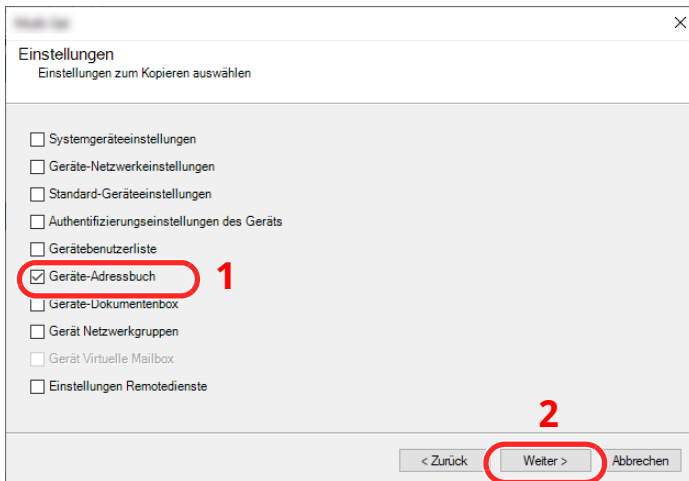 Einstellungen
Einstellungen zum Kopieren auswählen
Systemgeräteeinstellungen
Geräte-Netzwerkeinstellungen
Standard-Geräteeinstellungen
Authentifizierungseinstellungen des Geräts
Gerätebenutzerliste
Geräte-Adressbuch 1
Geräte-Dokumentenbox
Gerät Netzwerkgruppen
Gerät Virtuelle Mailbox
Einstellungen Remotedienste
2
< Zurück Weiter > Abbrechen